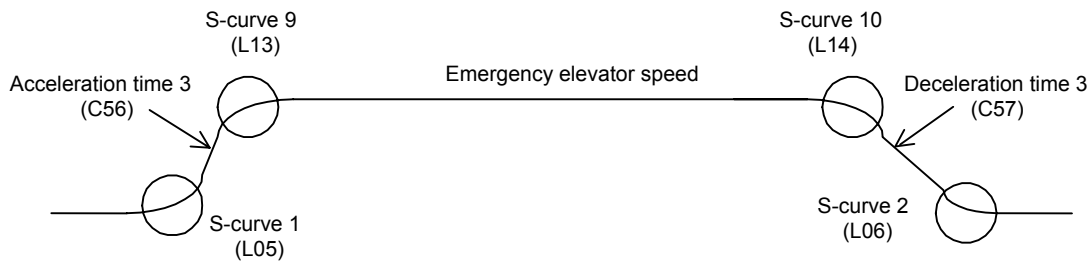 S-curve 9
(L13)
S-curve 10
(L14)
Acceleration time 3
(C56)
Emergency elevator speed
Deceleration time 3
(C57)
S-curve 1
(L05)
S-curve 2
(L06)